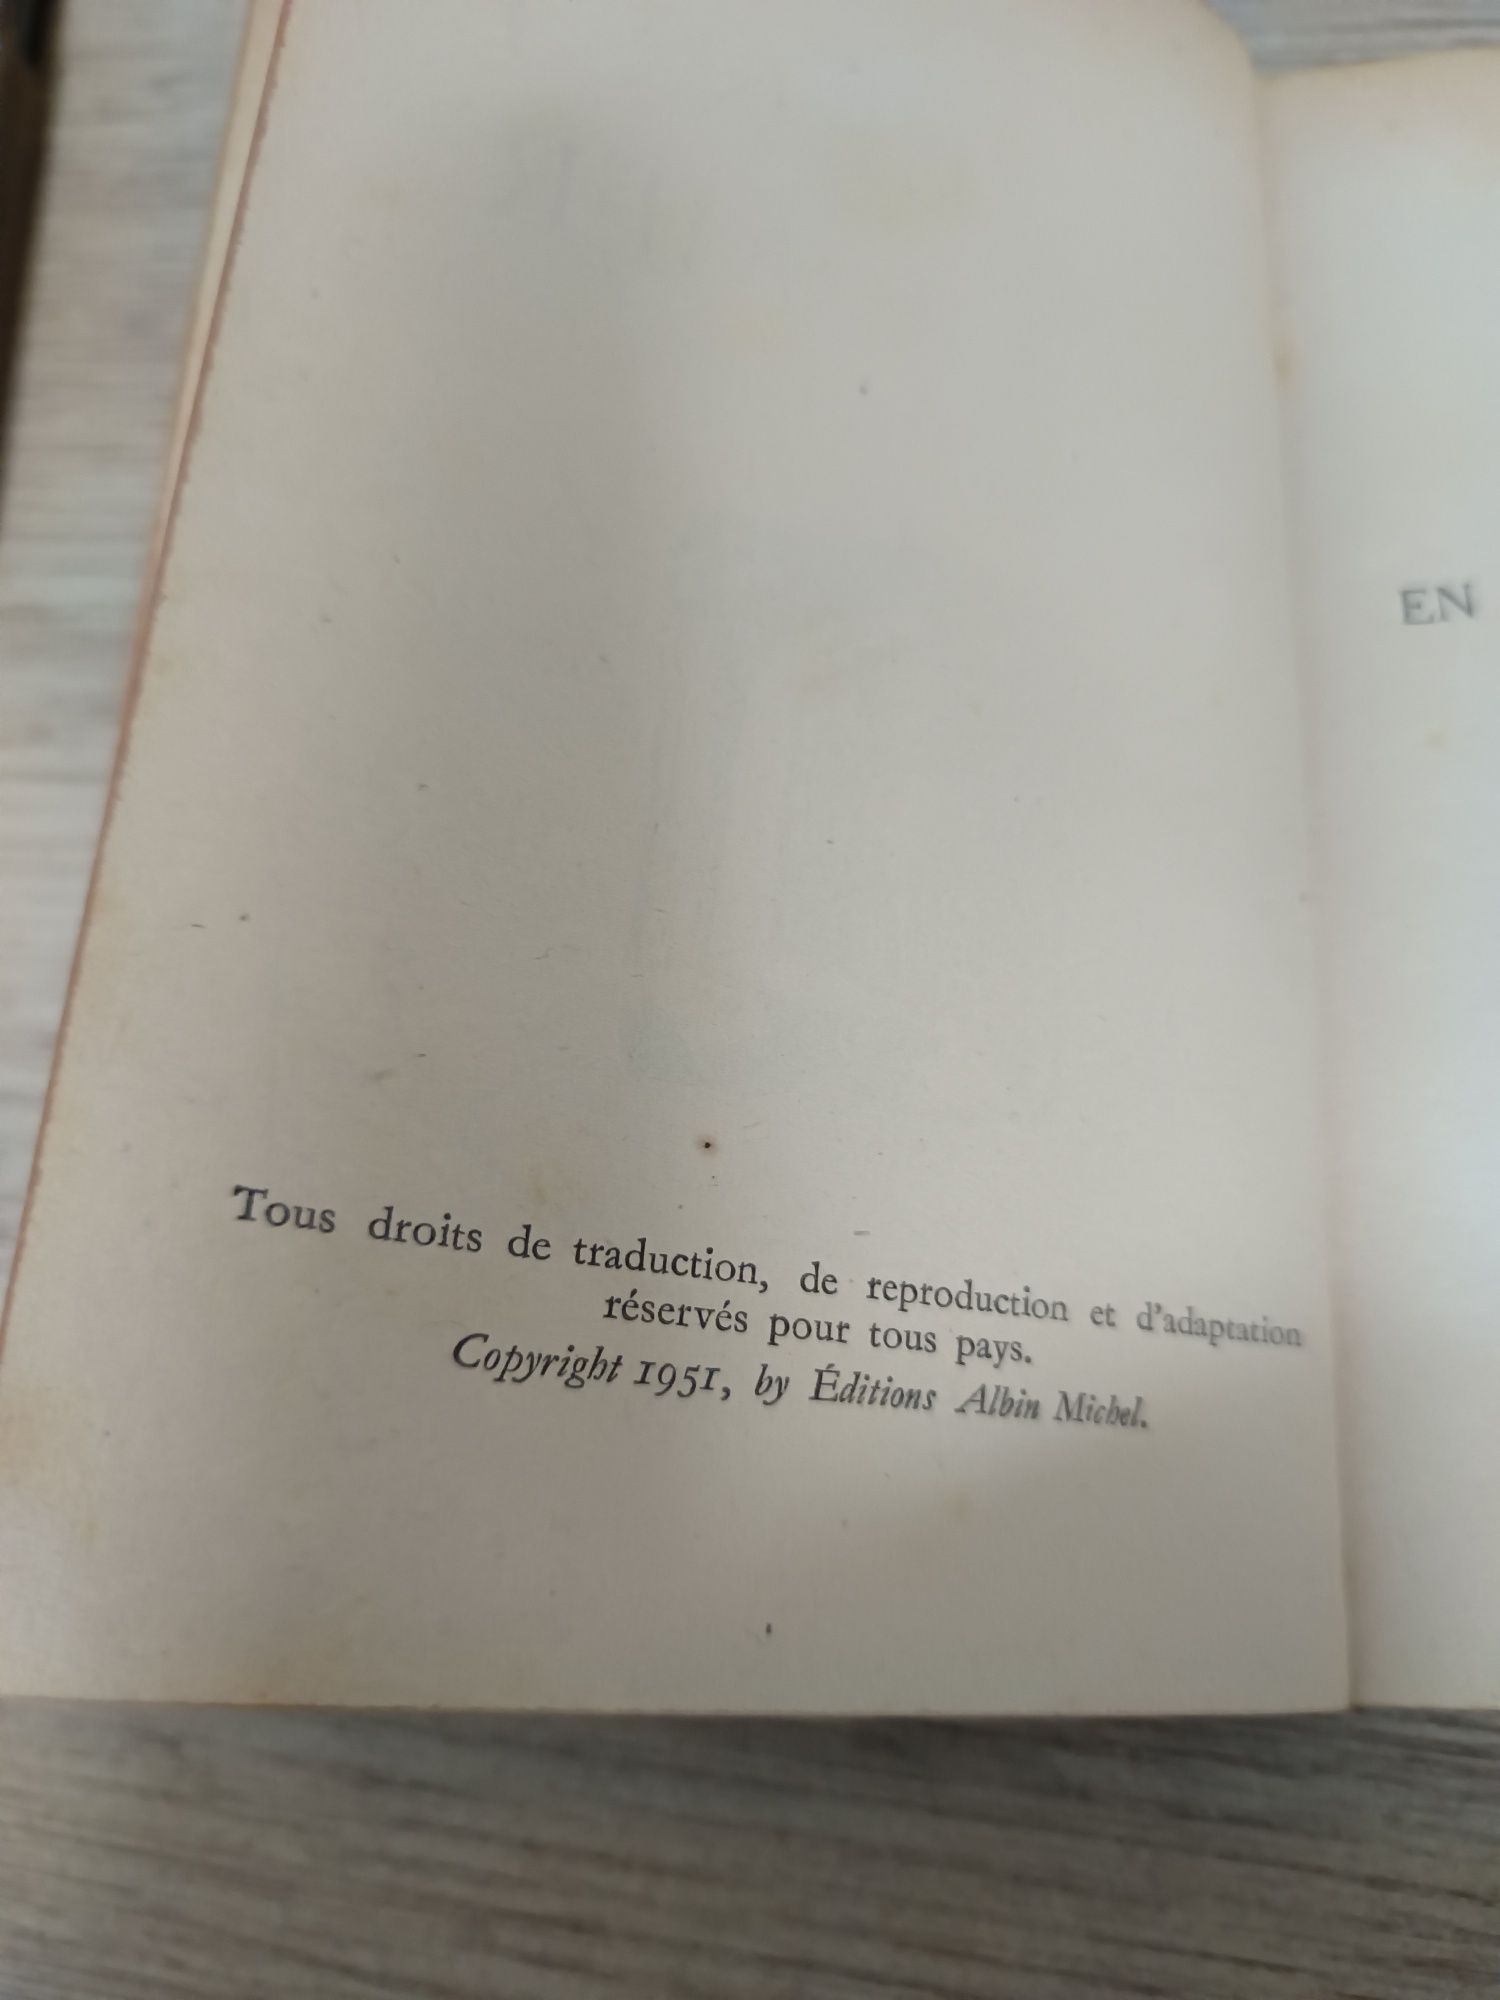 Tous droits de traduction, de reproduction et d'adaptation
réservés pour tous pays.
Copyright 1951, by Éditions Albin Michel.
EN